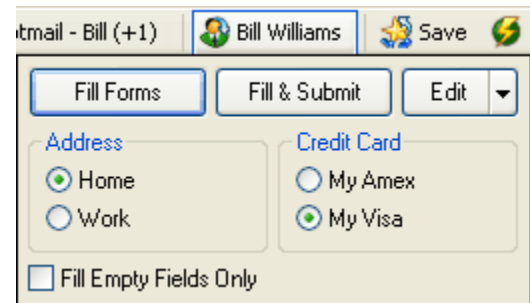 otmail - Bill (+1) Bill Williams Save
Fill Forms Fill & Submit Edit
Address Credit Card
Home My Amex
Work My Visa
Fill Empty Fields Only